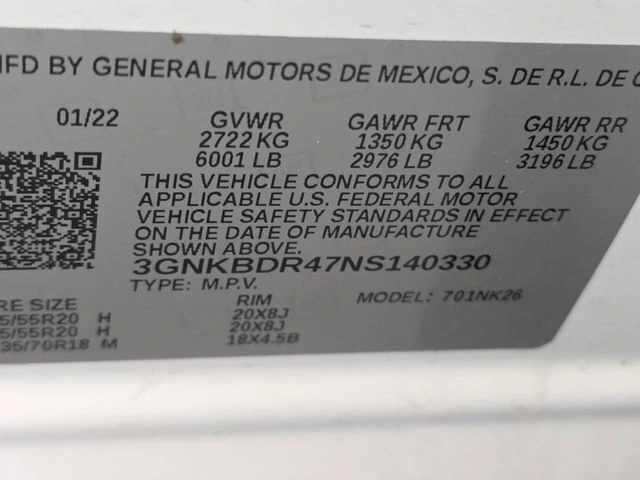 MFD BY GENERAL MOTORS DE MEXICO, S. DE R.L. DE C
01/22 GVWR GAWR FRT GAWR RR
2722 KG 1350 KG 1450 KG
6001 LB 2976 LB 3196 LB
THIS VEHICLE CONFORMS TO ALL
APPLICABLE U.S. FEDERAL MOTOR
VEHICLE SAFETY STANDARDS IN EFFECT
ON THE DATE OF MANUFACTURE
SHOWN ABOVE.
3GNKBDR47NS140330
TYPE: M.P.V. MODEL: 701NK26
RE SIZE RIM
5/55R20 H 20X8J
5/55R20 H 20X8J
35/70R18 M 18X4.5B